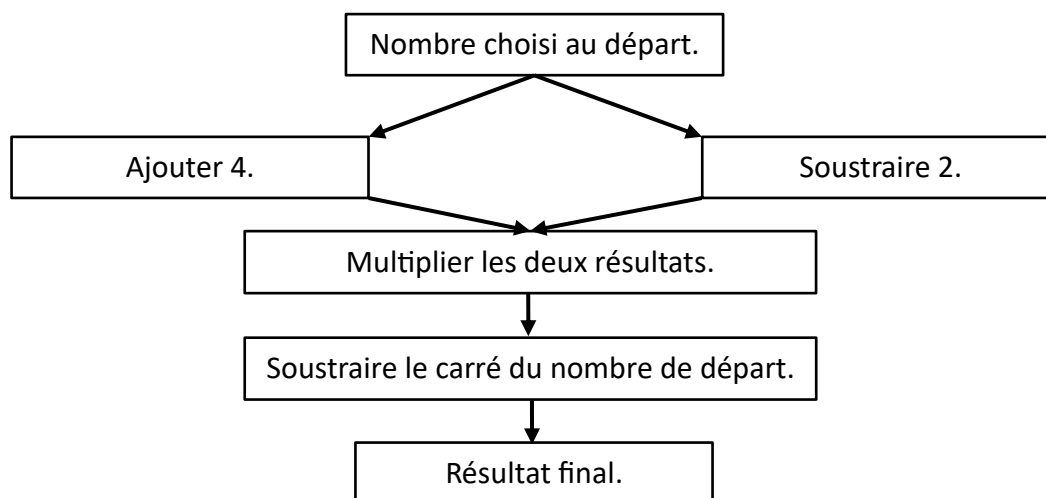 Nombre choisi au départ.
Ajouter 4.
Soustraire 2.
Multiplier les deux résultats.
Soustraire le carré du nombre de départ.
Résultat final.